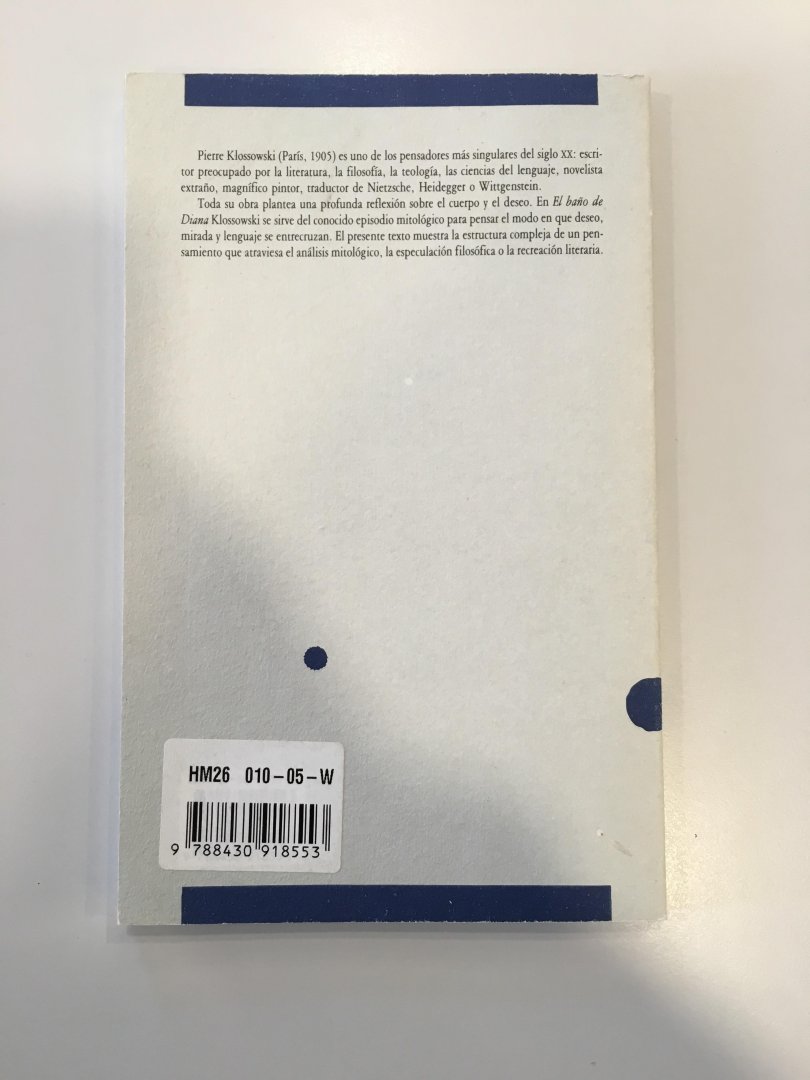 Pierre Klossowski (París, 1905) es uno de los pensadores más singulares del siglo XX: escri-
tor preocupado por la literatura, la filosofía, la teología, las ciencias del lenguaje, novelista
extraño, magnífico pintor, traductor de Nietzsche, Heidegger o Wittgenstein.
Toda su obra plantea una profunda reflexión sobre el cuerpo y el deseo. En El baño de
Diana Klossowski se sirve del conocido episodio mitológico para pensar el modo en que deseo,
mirada y lenguaje se entrecruzan. El presente texto muestra la estructura compleja de un pen-
samiento que atraviesa el análisis mitológico, la especulación filosófica o la recreación literaria.
HM26 010-05-W
9 788430 918553